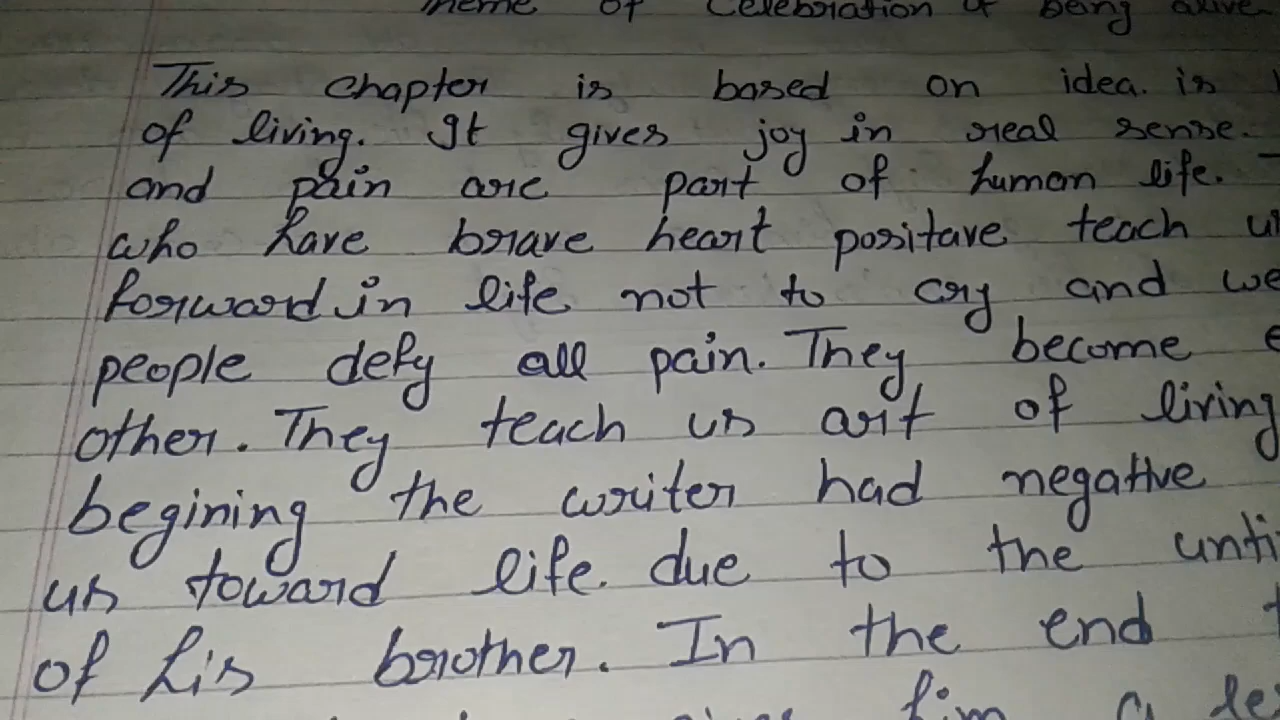 Theme of Celebration of being alive
This chapter is based on idea. is
of living. It gives joy in real sense.
and pain are part of human life.
who have brave heart positave teach
forward in life not to cry and we
people defy all pain. They become
other. They teach us art of living
begining the writer had negative
us toward life. due to the unti
of his brother. In the end
him a